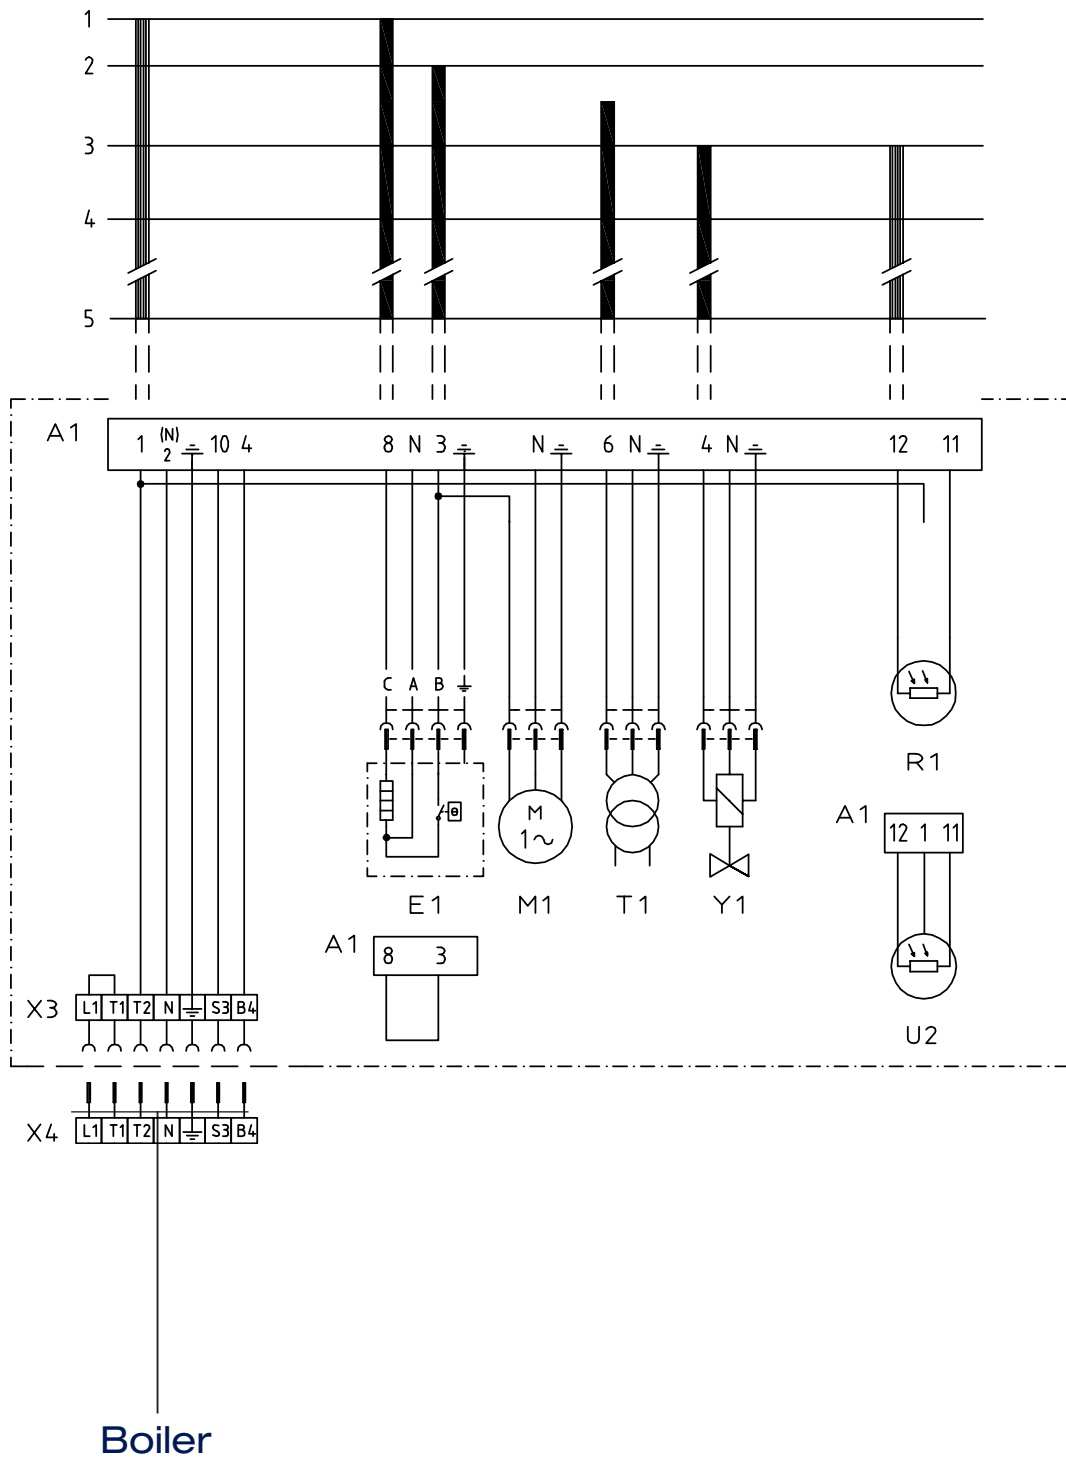 1
2
3
4
5
A1
1 (N) 2 10 4 8 N 3 N 6 N 4 N 12 11
C A B
R1
M
1~
A1
12 1 11
E1 M1 T1 Y1
A1
8 3
X3
L1 T1 T2 N S3 B4
U2
X4
L1 T1 T2 N S3 B4
Boiler